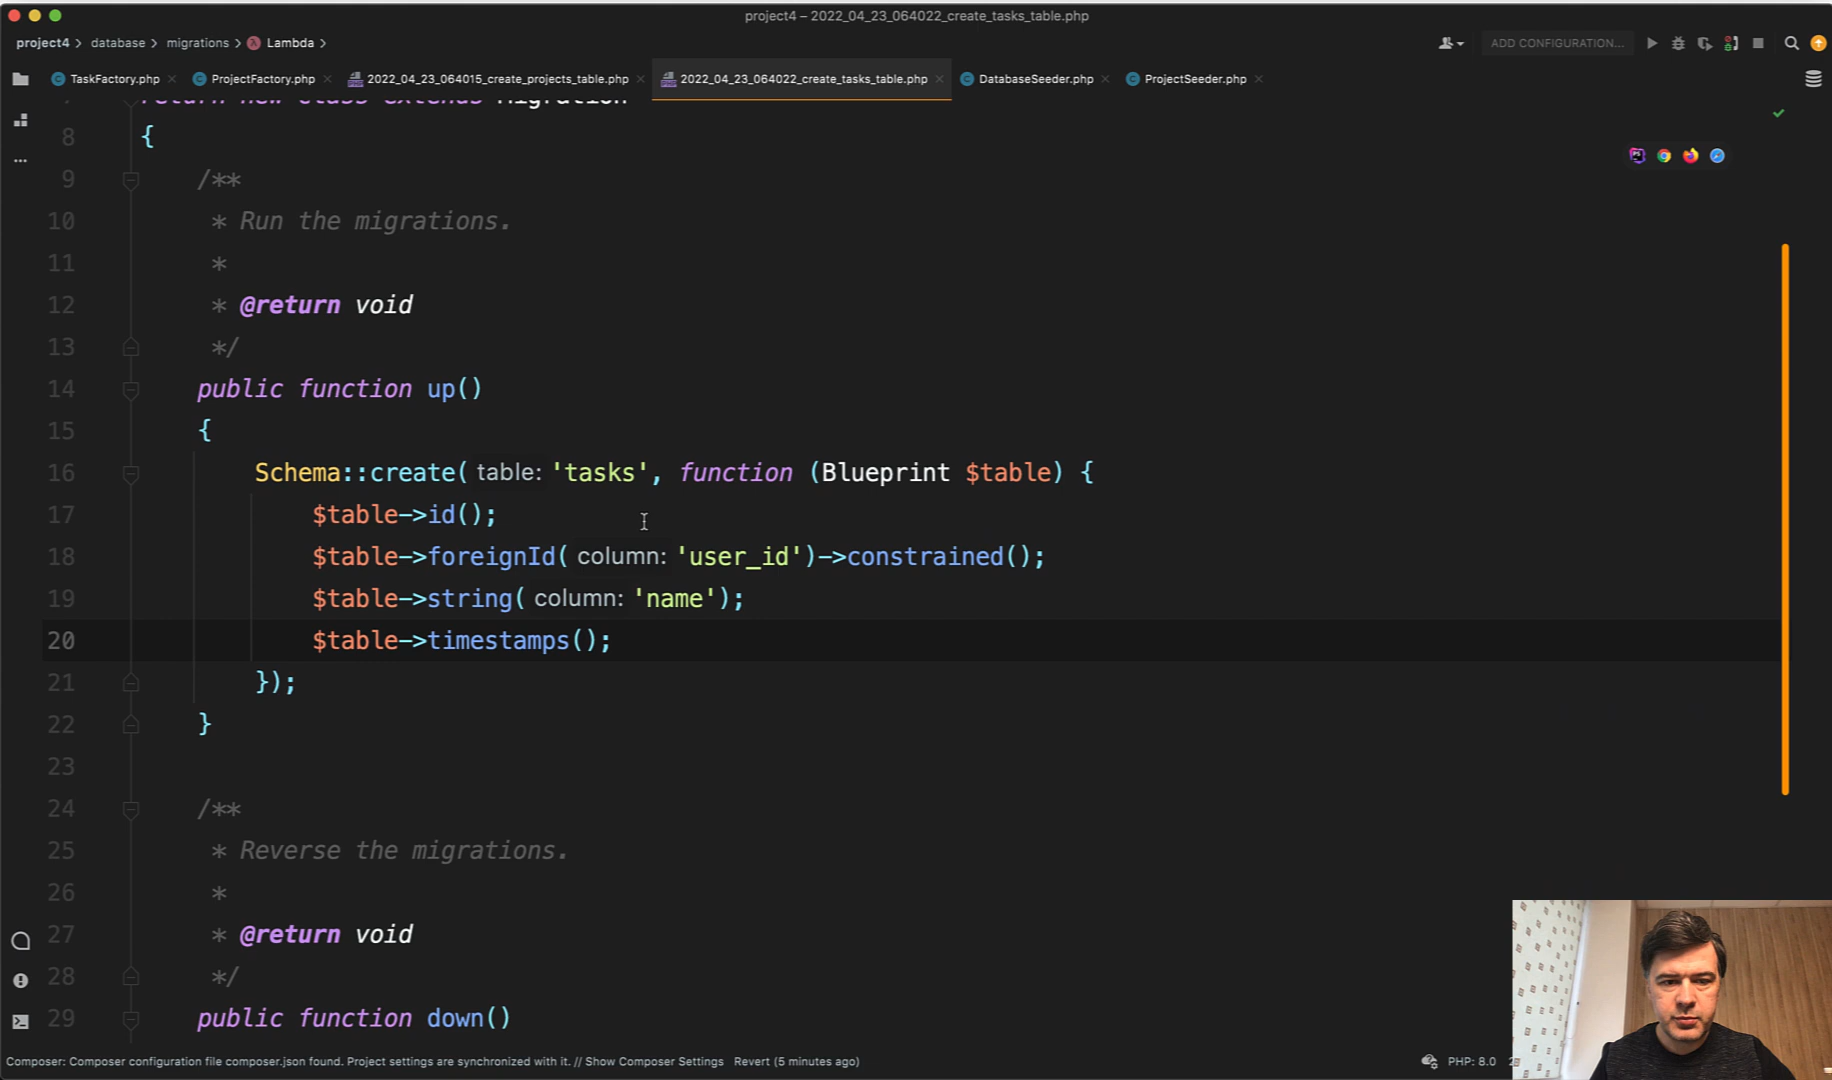 project4 – 2022_04_23_064022_create_tasks_table.php
project4 > database > migrations > Lambda >
ADD CONFIGURATION...
TaskFactory.php
ProjectFactory.php
2022_04_23_064015_create_projects_table.php
2022_04_23_064022_create_tasks_table.php
DatabaseSeeder.php
ProjectSeeder.php
return new class extends Migration
8 {
9 /**
10 * Run the migrations.
11 *
12 * @return void
13 */
14 public function up()
15 {
16 Schema::create( table: 'tasks', function (Blueprint $table) {
17 $table->id();
18 $table->foreignId( column: 'user_id')->constrained();
19 $table->string( column: 'name');
20 $table->timestamps();
21 });
22 }
23
24 /**
25 * Reverse the migrations.
26 *
27 * @return void
28 */
29 public function down()
Composer: Composer configuration file composer.json found. Project settings are synchronized with it. // Show Composer Settings Revert (5 minutes ago)
PHP: 8.0